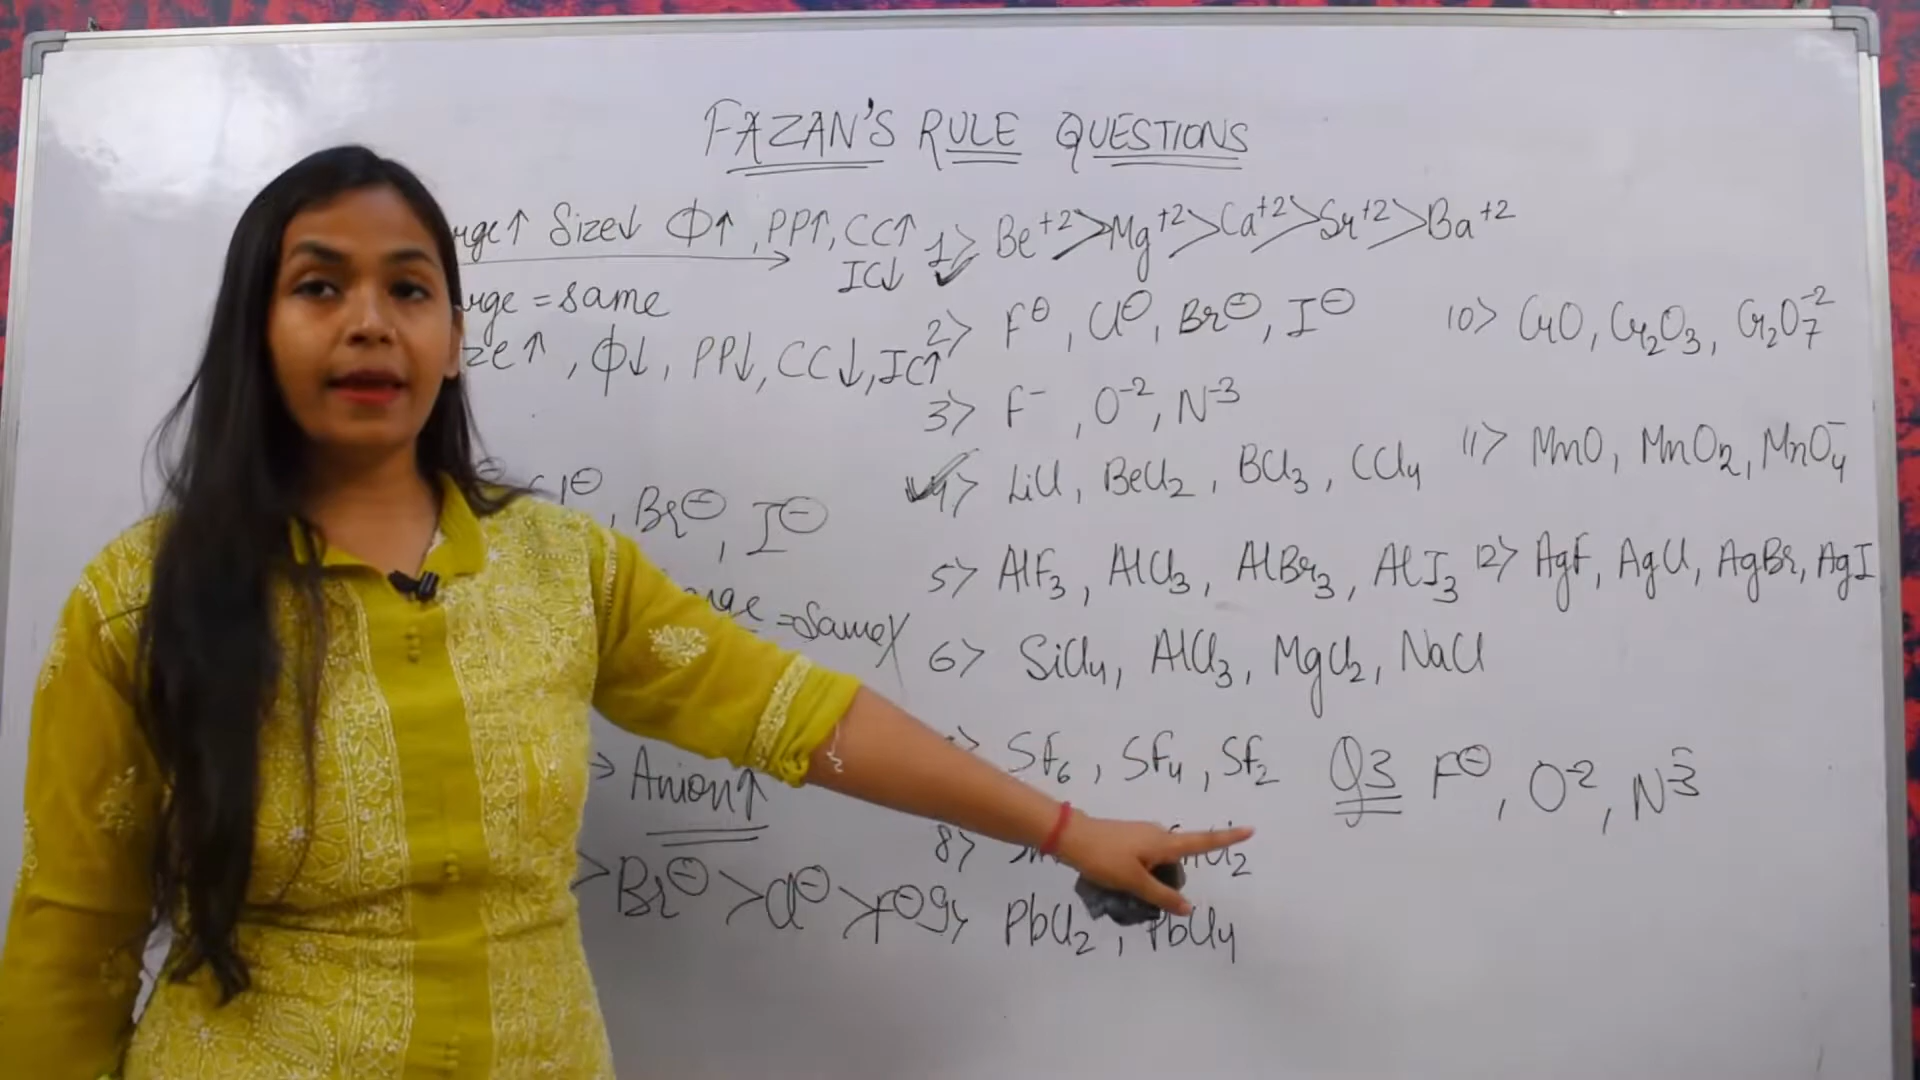 FAZAN'S RULE QUESTIONS
↑ Size↓ Φ↑, PP↑, CC↑
IC↓
= same
↑, Φ↓, PP↓, CC↓, IC↑
, Br⊖, I⊖
= same
→ Anion↑
> Br⊖ > Cl⊖ > F⊖
1> Be+2 > Mg+2 > Ca+2 > Sr+2 > Ba+2
2> F⊖, Cl⊖, Br⊖, I⊖
3> F-, O-2, N-3
4> LiCl, BeCl2, BCl3, CCl4
5> AlF3, AlCl3, AlBr3, AlI3
6> SiCl4, AlCl3, MgCl2, NaCl
SF6, SF4, SF2
8>
9> PbCl2, PbCl4
10> CrO, Cr2O3, Cr2O7-2
11> MnO, MnO2, MnO4-
12> AgF, AgCl, AgBr, AgI
Q3 F⊖, O-2, N-3